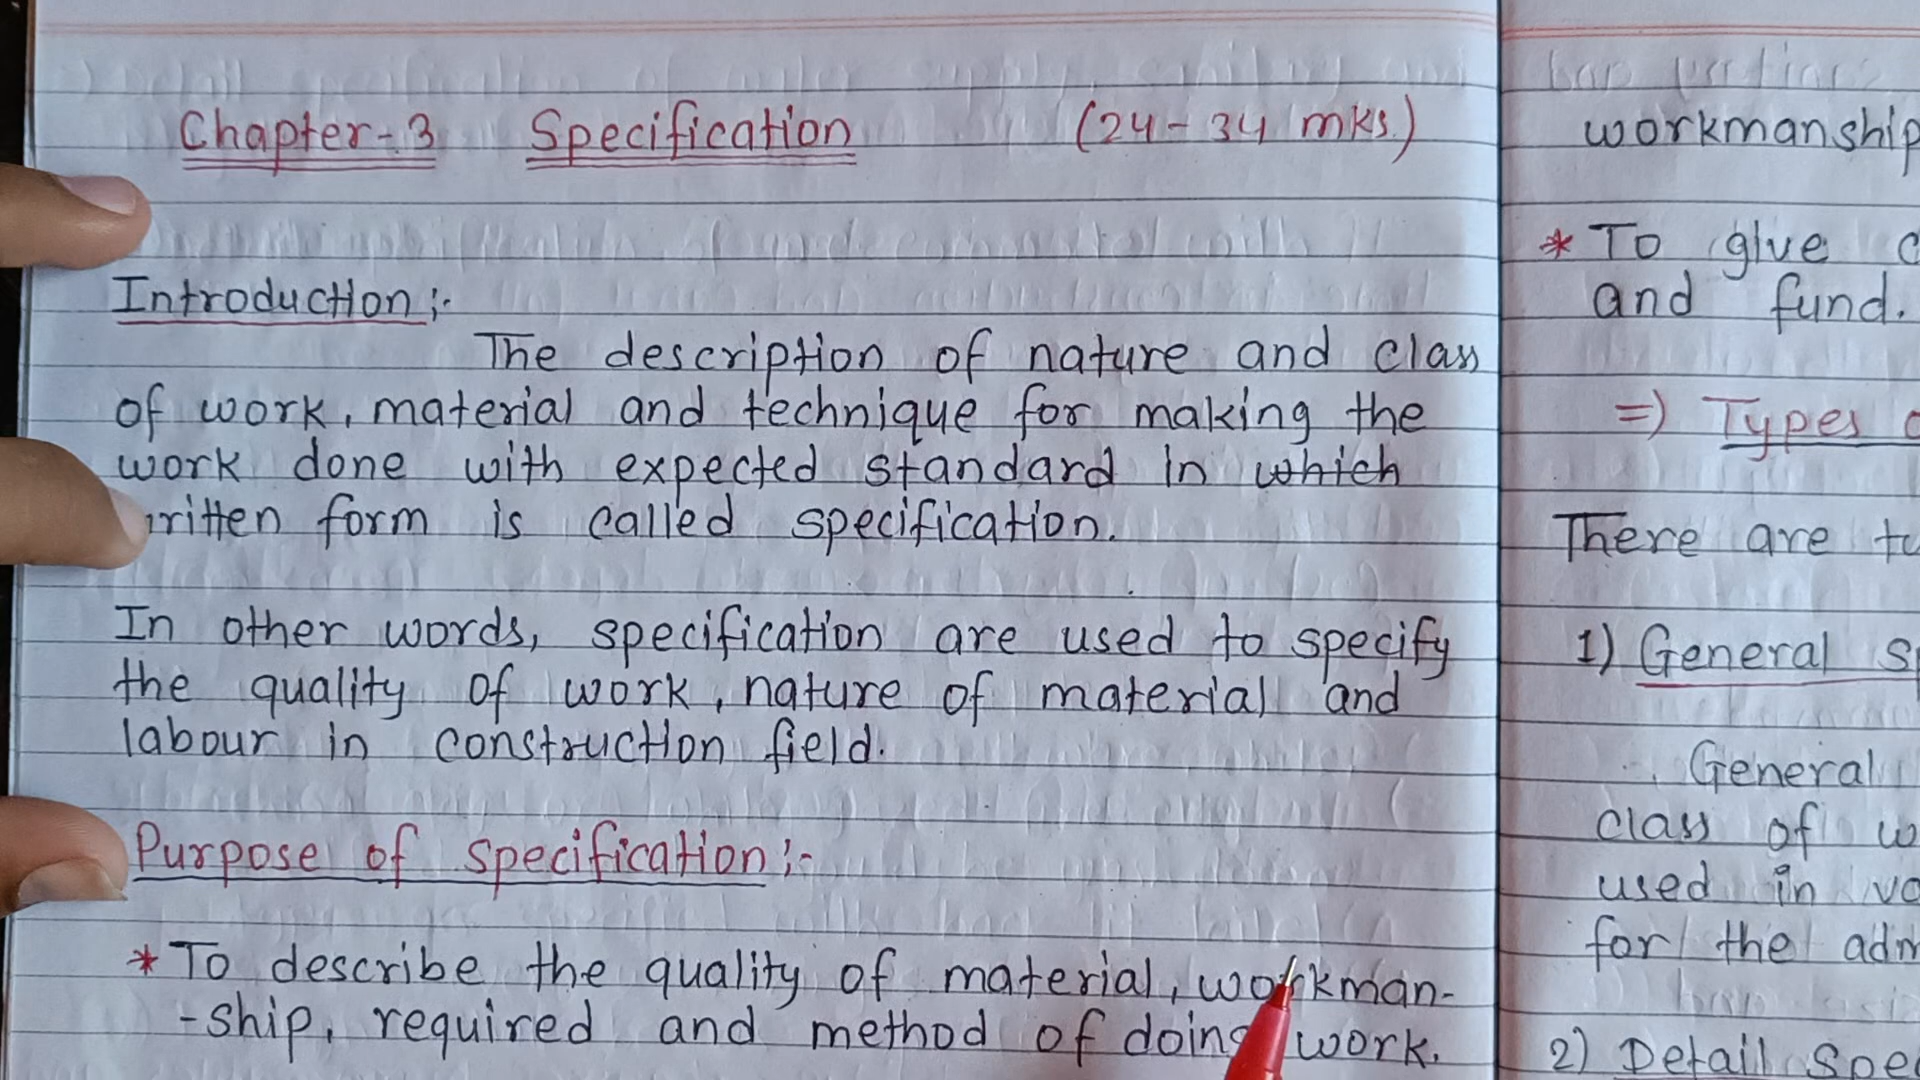 Chapter-3 Specification (24-34 mks.)
Introduction:-
The description of nature and class
of work, material and technique for making the
work done with expected standard in which
written form is called specification.
In other words, specification are used to specify
the quality of work, nature of material and
labour in construction field.
Purpose of specification:-
* To describe the quality of material, workman-
-ship, required and method of doing work.
workmanship
* To give
and fund.
=) Types
There are
1) General
General
class of
used in
for the
2) Detail